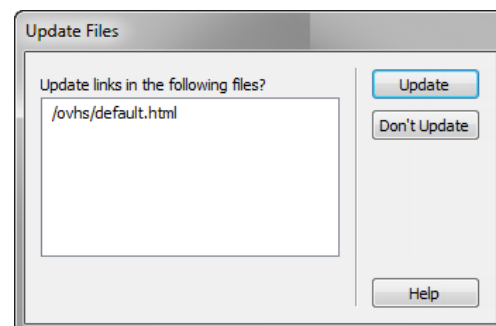 Update Files
Update links in the following files?
/ovhs/default.html
Update
Don't Update
Help